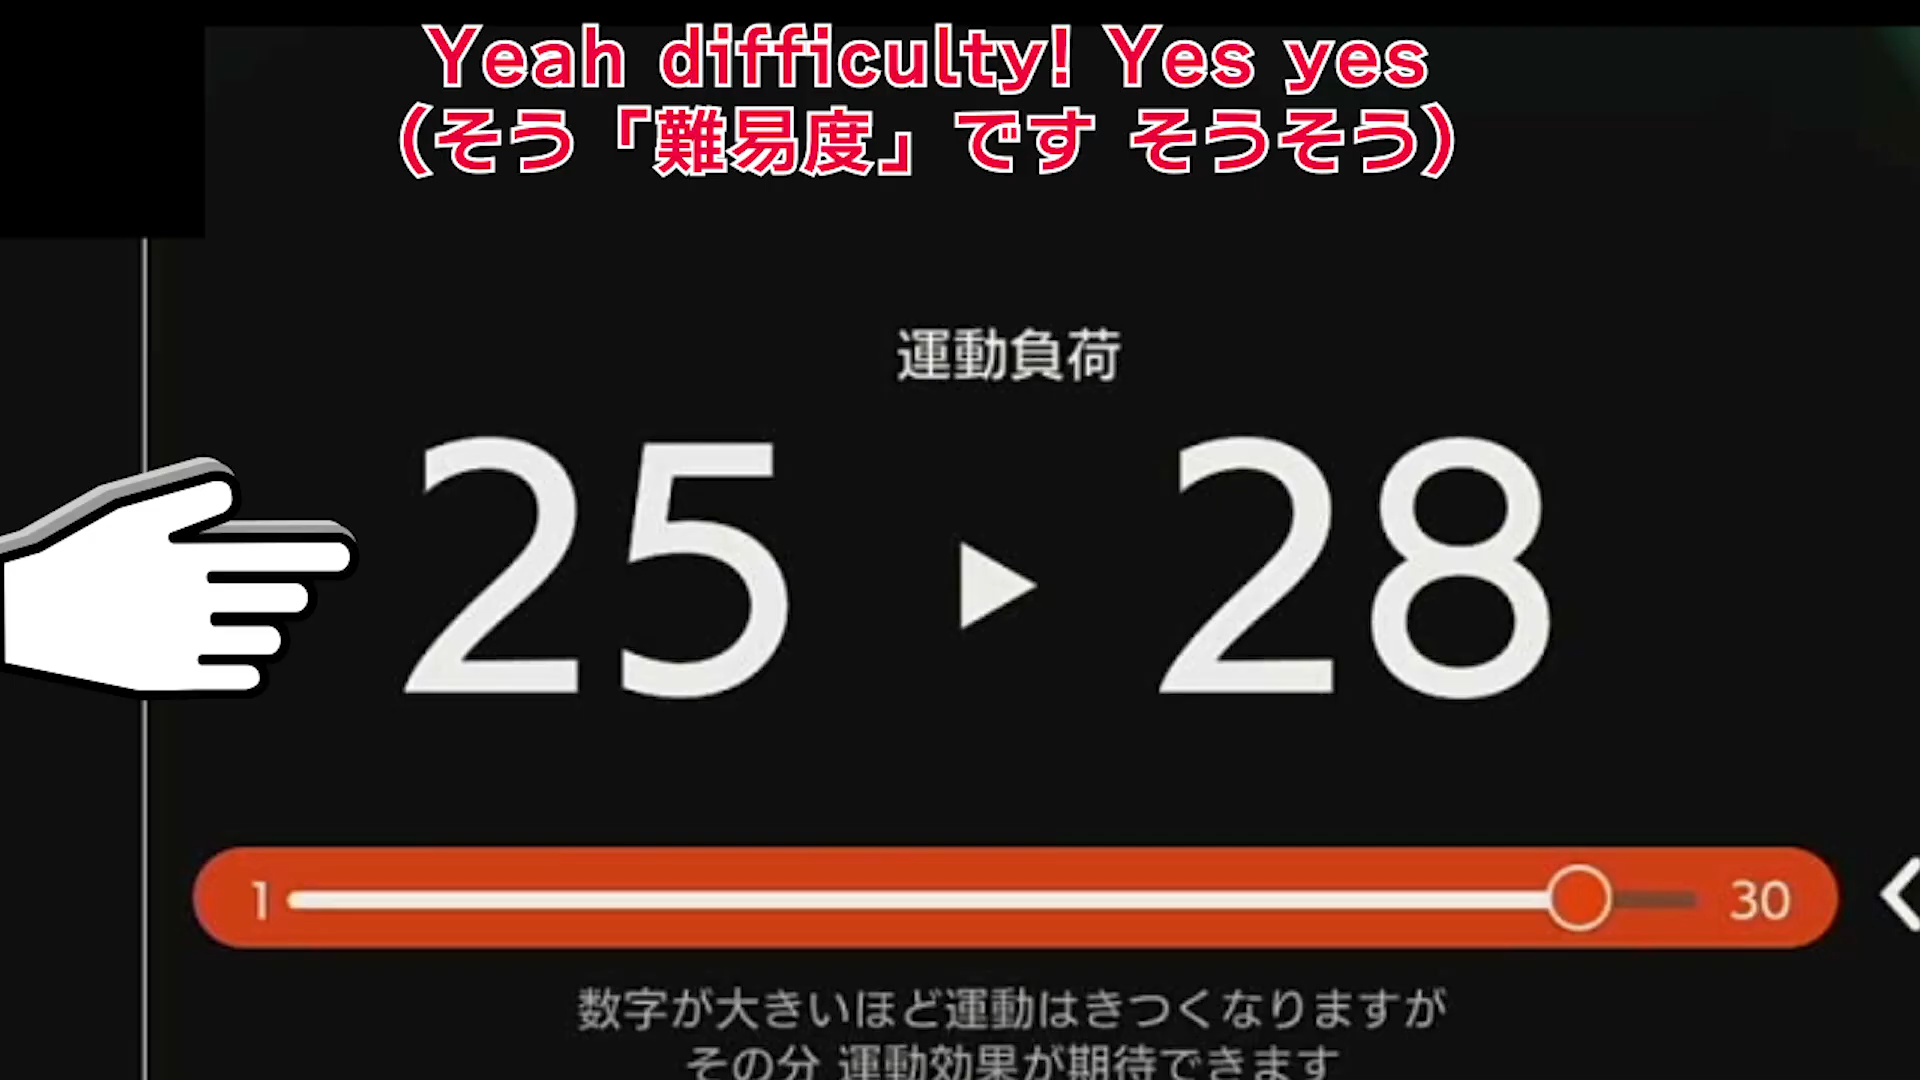 Yeah difficulty! Yes yes
（そう「難易度」です そうそう）
運動負荷
25 ▶ 28
1 30
数字が大きいほど運動はきつくなりますが
その分 運動効果が期待できます